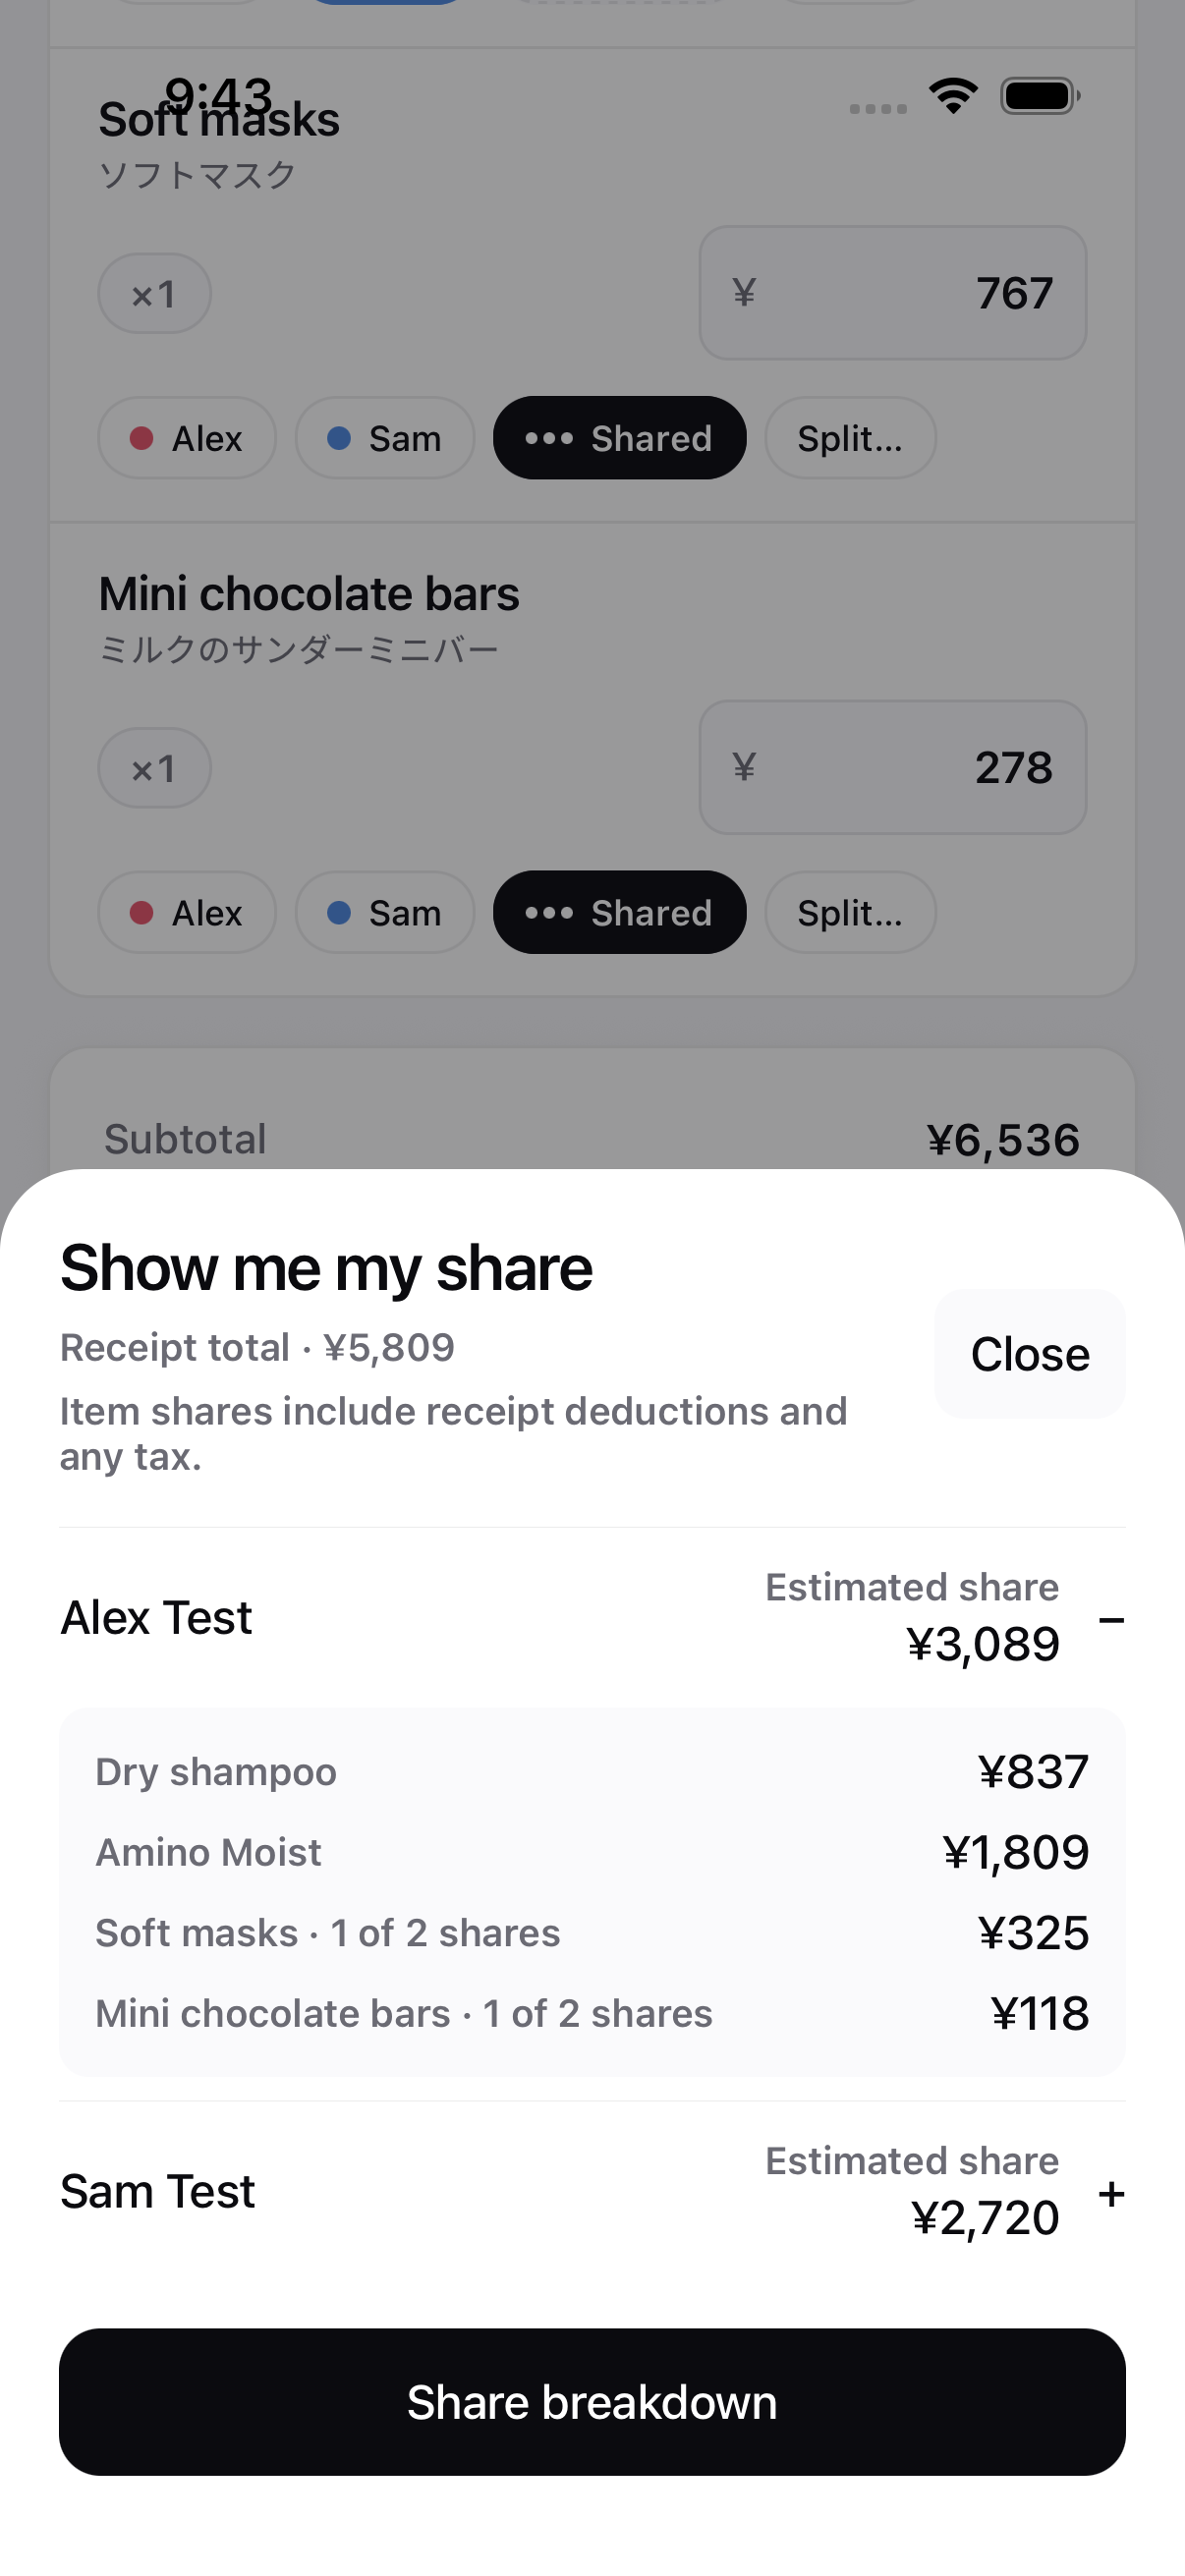 9:43
Soft masks
ソフトマスク
×1
¥ 767
Alex Sam Shared Split...
Mini chocolate bars
ミルクのサンダーミニバー
×1
¥ 278
Alex Sam Shared Split...
Subtotal ¥6,536
Show me my share
Receipt total · ¥5,809
Close
Item shares include receipt deductions and
any tax.
Estimated share
Alex Test ¥3,089 −
Dry shampoo ¥837
Amino Moist ¥1,809
Soft masks · 1 of 2 shares ¥325
Mini chocolate bars · 1 of 2 shares ¥118
Estimated share
Sam Test ¥2,720 +
Share breakdown